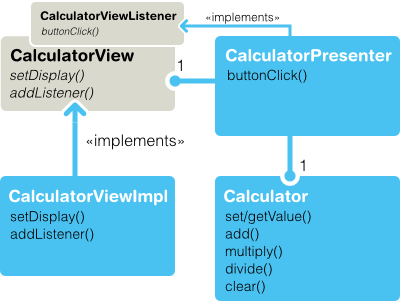 CalculatorViewListener
buttonClick()
«implements»
CalculatorView
setDisplay()
addListener()
1
CalculatorPresenter
buttonClick()
«implements»
1
CalculatorViewImpl
setDisplay()
addListener()
Calculator
set/getValue()
add()
multiply()
divide()
clear()